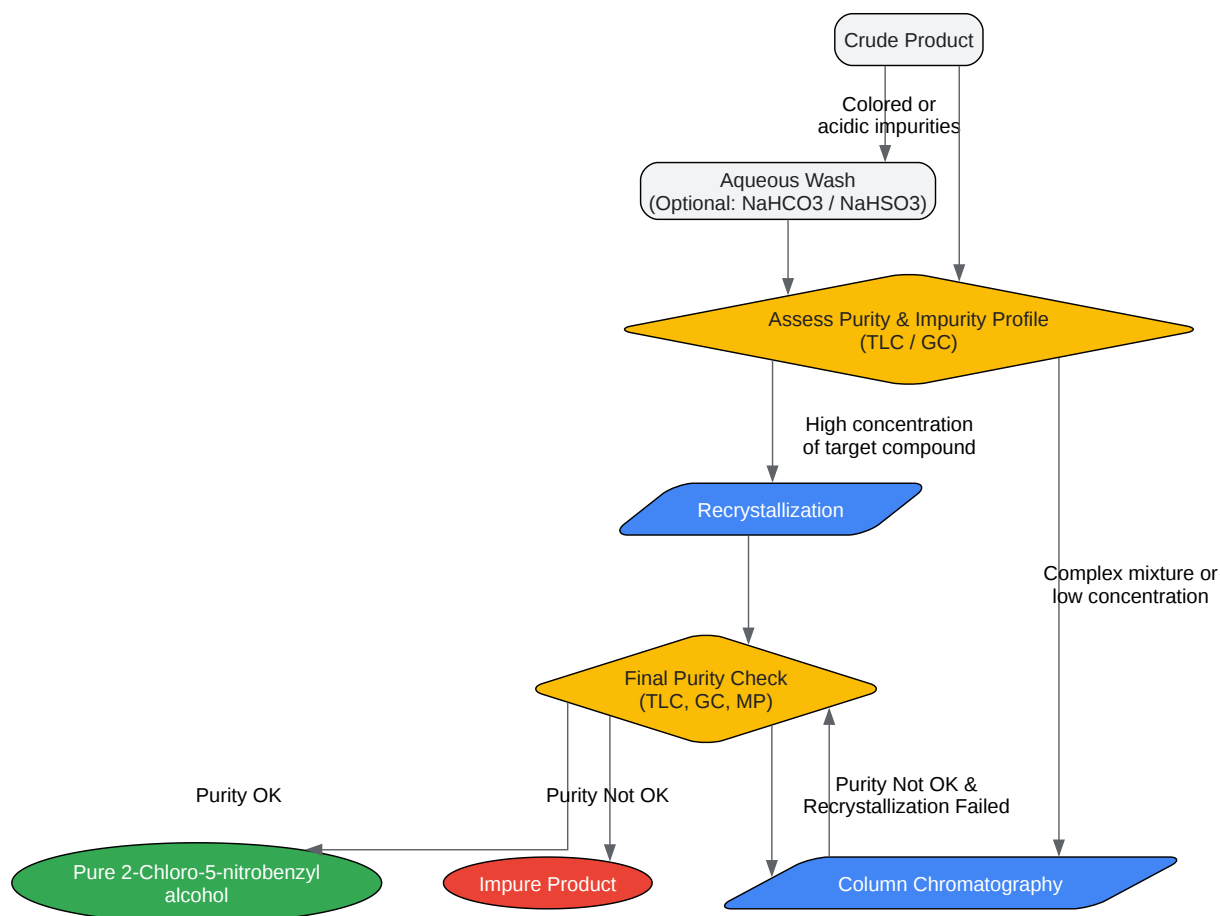 Crude Product
Colored or
acidic impurities
Aqueous Wash
(Optional: NaHCO3 / NaHSO3)
Assess Purity & Impurity Profile
(TLC / GC)
High concentration
of target compound
Recrystallization
Complex mixture or
low concentration
Final Purity Check
(TLC, GC, MP)
Purity OK
Purity Not OK
Purity Not OK &
Recrystallization Failed
Pure 2-Chloro-5-nitrobenzyl
alcohol
Impure Product
Column Chromatography